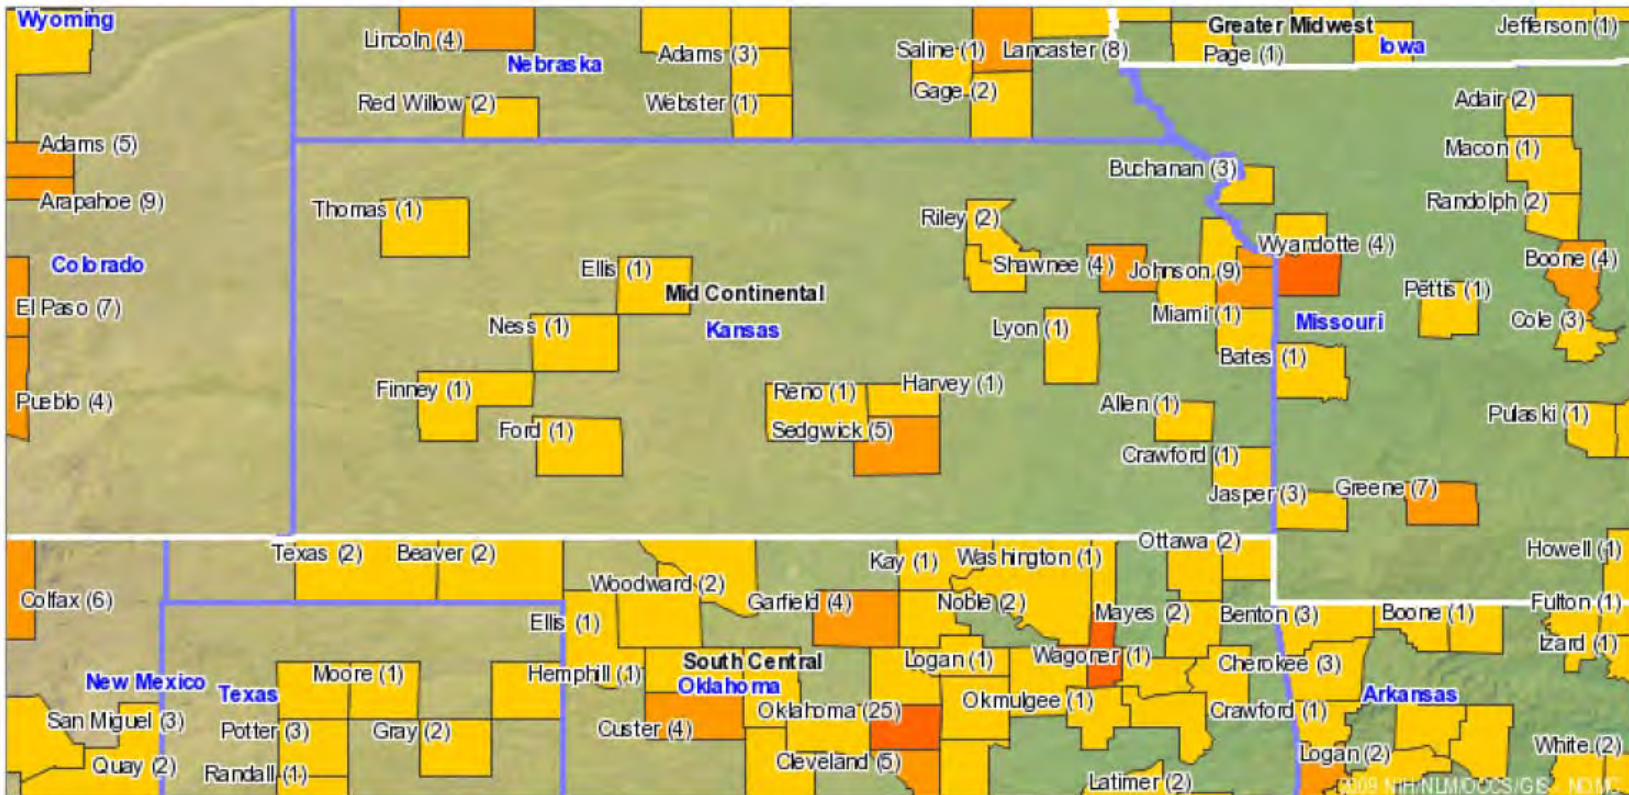 Wyoming
Greater Midwest
Jefferson (1)
Lincoln (4)
Adams (3)
Saline (1)
Lancaster (8)
Page (1)
Iowa
Nebraska
Red Willow (2)
Webster (1)
Gage (2)
Adair (2)
Adams (5)
Macon (1)
Buchanan (3)
Arapahoe (9)
Thomas (1)
Riley (2)
Randolph (2)
Wyandotte (4)
Colorado
Ellis (1)
Shawnee (4)
Johnson (9)
Boone (4)
Mid Continental
El Paso (7)
Pettis (1)
Ness (1)
Kansas
Lyon (1)
Miami (1)
Missouri
Cole (3)
Bates (1)
Finney (1)
Reno (1)
Harvey (1)
Pueblo (4)
Allen (1)
Pulaski (1)
Ford (1)
Sedgwick (5)
Crawford (1)
Jasper (3)
Greene (7)
Ottawa (2)
Texas (2)
Beaver (2)
Kay (1)
Washington (1)
Howell (1)
Woodward (2)
Colfax (6)
Garfield (4)
Noble (2)
Mayes (2)
Benton (3)
Boone (1)
Fulton (1)
Ellis (1)
Izard (1)
South Central
Logan (1)
Wagoner (1)
Cherokee (3)
Moore (1)
Hemphill (1)
New Mexico
Texas
Oklahoma
Arkansas
San Miguel (3)
Potter (3)
Gray (2)
Custer (4)
Oklahoma (25)
Okmulgee (1)
Crawford (1)
Quay (2)
Randall (1)
Cleveland (5)
Logan (2)
White (2)
Latimer (2)
2009 NIH/NLM/OCCS/GIS - NDMC